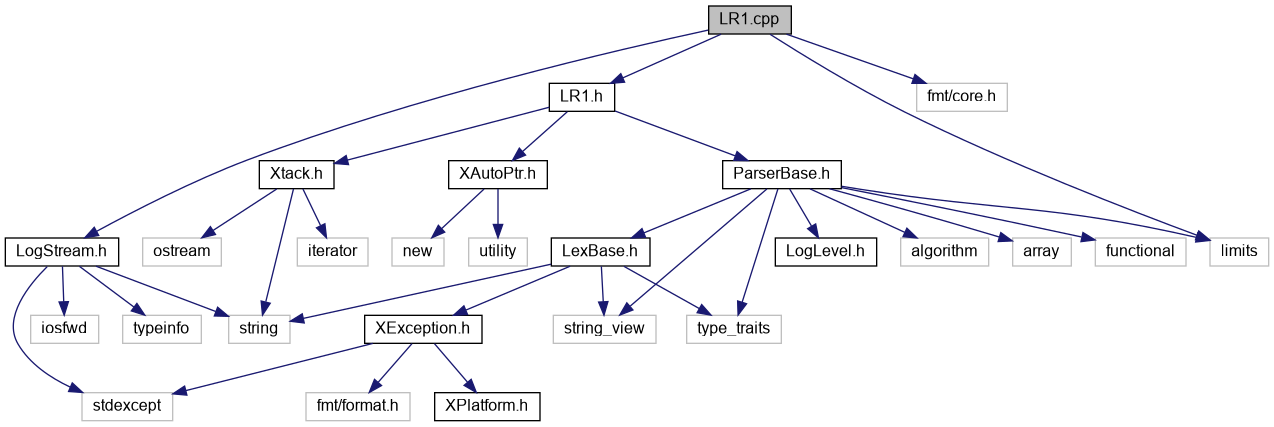 LR1.cpp
LR1.h
fmt/core.h
Xtack.h
XAutoPtr.h
ParserBase.h
LogStream.h
ostream
iterator
new
utility
LexBase.h
LogLevel.h
algorithm
array
functional
limits
iosfwd
typeinfo
string
XException.h
string_view
type_traits
stdexcept
fmt/format.h
XPlatform.h